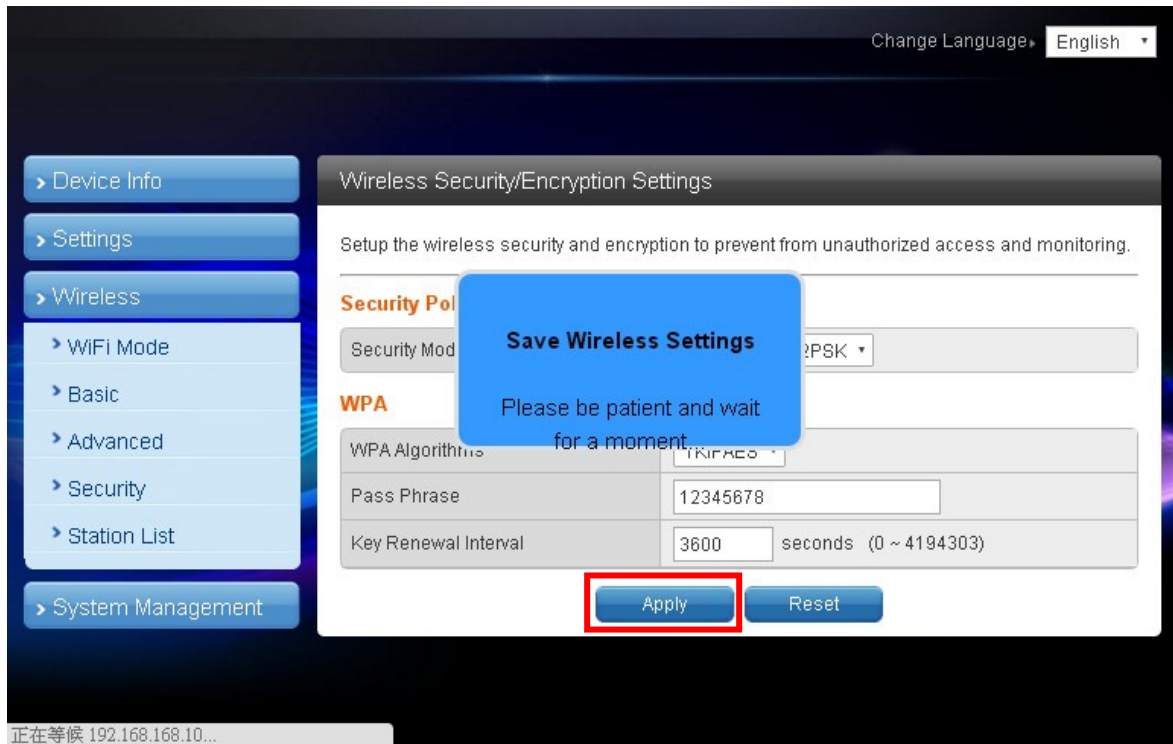 Change Language
English
Device Info
Settings
Wireless
WiFi Mode
Basic
Advanced
Security
Station List
System Management
Wireless Security/Encryption Settings
Setup the wireless security and encryption to prevent from unauthorized access and monitoring.
Security Pol
Security Mod 2PSK
Save Wireless Settings
Please be patient and wait
for a moment...
WPA
WPA Algorithms TKIPAES
Pass Phrase 12345678
Key Renewal Interval 3600 seconds (0 ~ 4194303)
Apply Reset
正在等候 192.168.168.10...